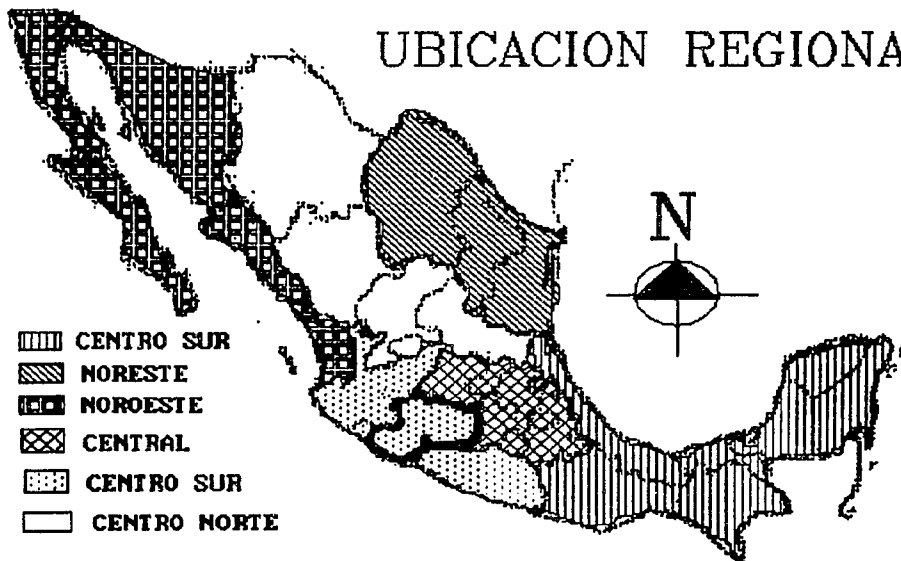 UBICACION REGIONA
N
CENTRO SUR
NORESTE
NOROESTE
CENTRAL
CENTRO SUR
CENTRO NORTE